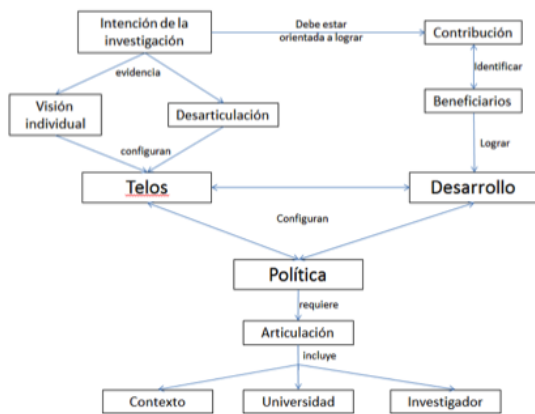 Intención de la
investigación
Debe estar
orientada a lograr
Contribución
evidencia
Identificar
Visión
individual
Desarticulación
Beneficiarios
configuran
Lograr
Telos
Desarrollo
Configuran
Política
requiere
Articulación
incluye
Contexto
Universidad
Investigador